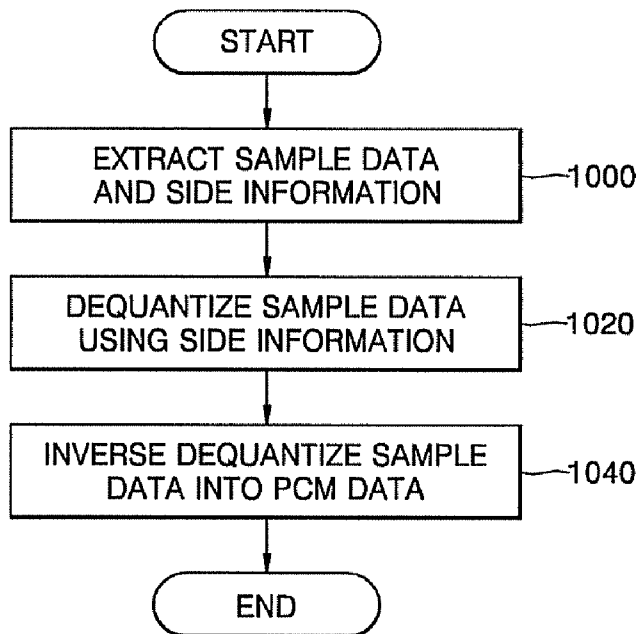 START
EXTRACT SAMPLE DATA
AND SIDE INFORMATION
1000
DEQUANTIZE SAMPLE DATA
USING SIDE INFORMATION
1020
INVERSE DEQUANTIZE SAMPLE
DATA INTO PCM DATA
1040
END